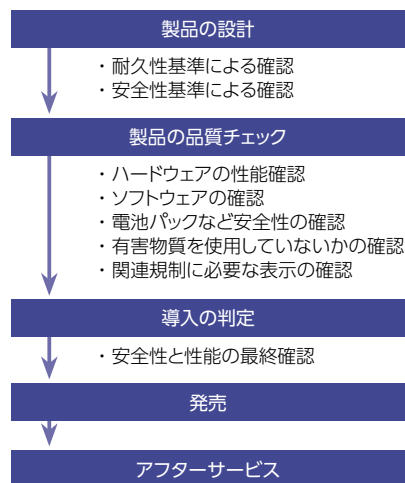 製品の設計
・耐久性基準による確認
・安全性基準による確認
製品の品質チェック
・ハードウェアの性能確認
・ソフトウェアの確認
・電池パックなど安全性の確認
・有害物質を使用していないかの確認
・関連規制に必要な表示の確認
導入の判定
・安全性と性能の最終確認
発売
アフターサービス